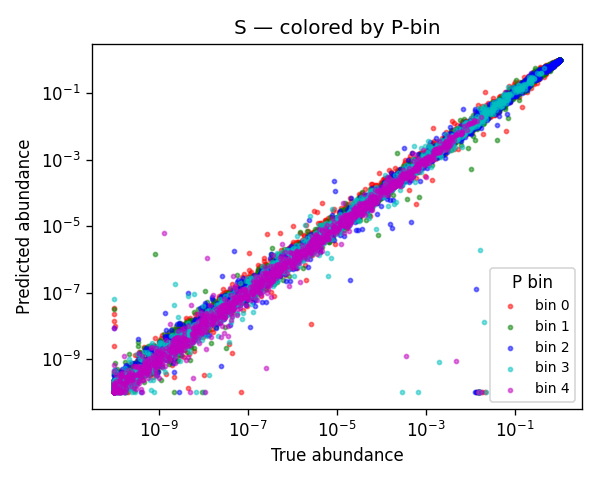 S — colored by P-bin
Predicted abundance
10⁻¹
10⁻³
10⁻⁵
10⁻⁷
10⁻⁹
P bin
bin 0
bin 1
bin 2
bin 3
bin 4
10⁻⁹ 10⁻⁷ 10⁻⁵ 10⁻³ 10⁻¹
True abundance